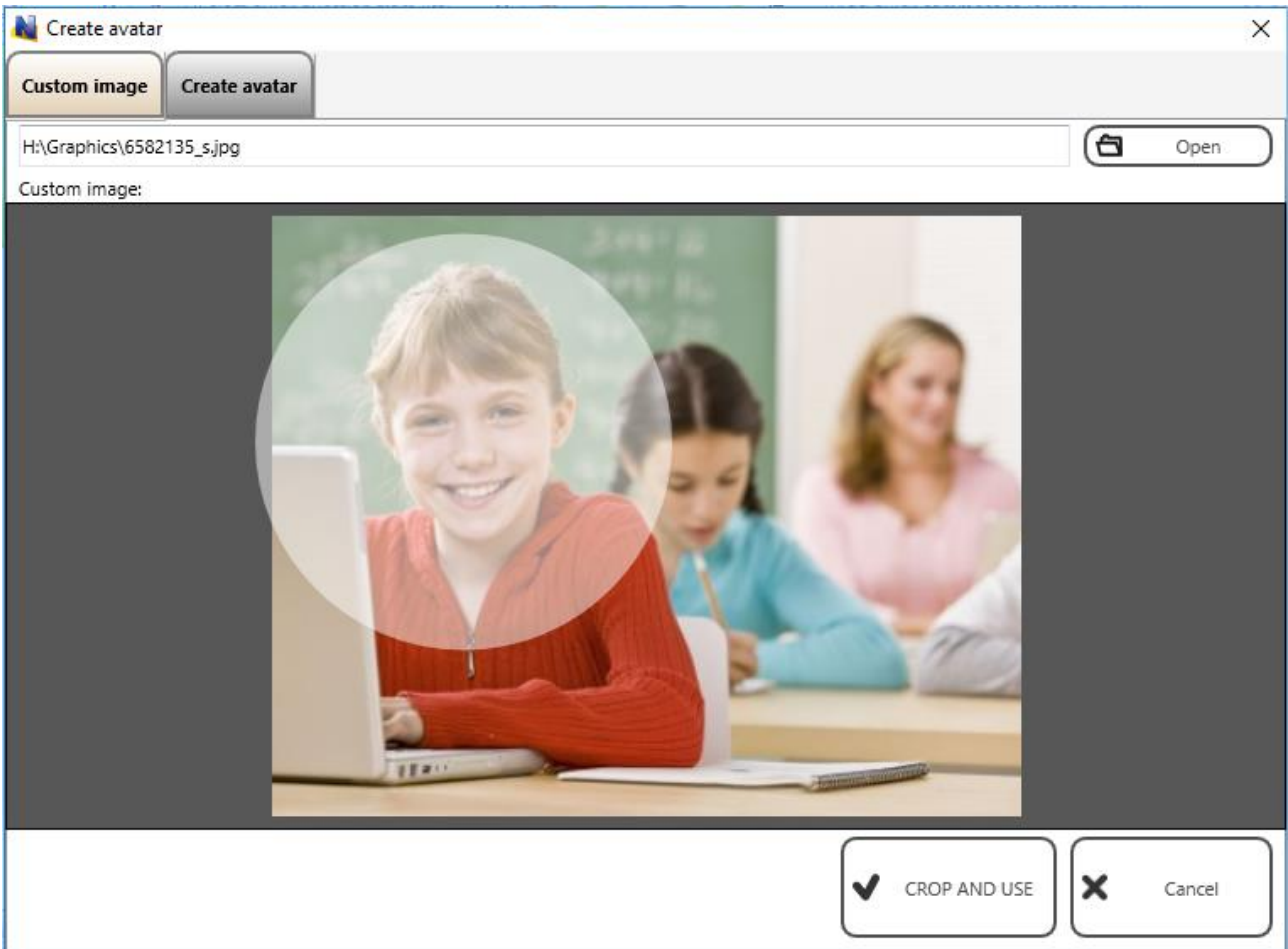 Create avatar
Custom image Create avatar
H:\Graphics\6582135_s.jpg Open
Custom image:
CROP AND USE Cancel